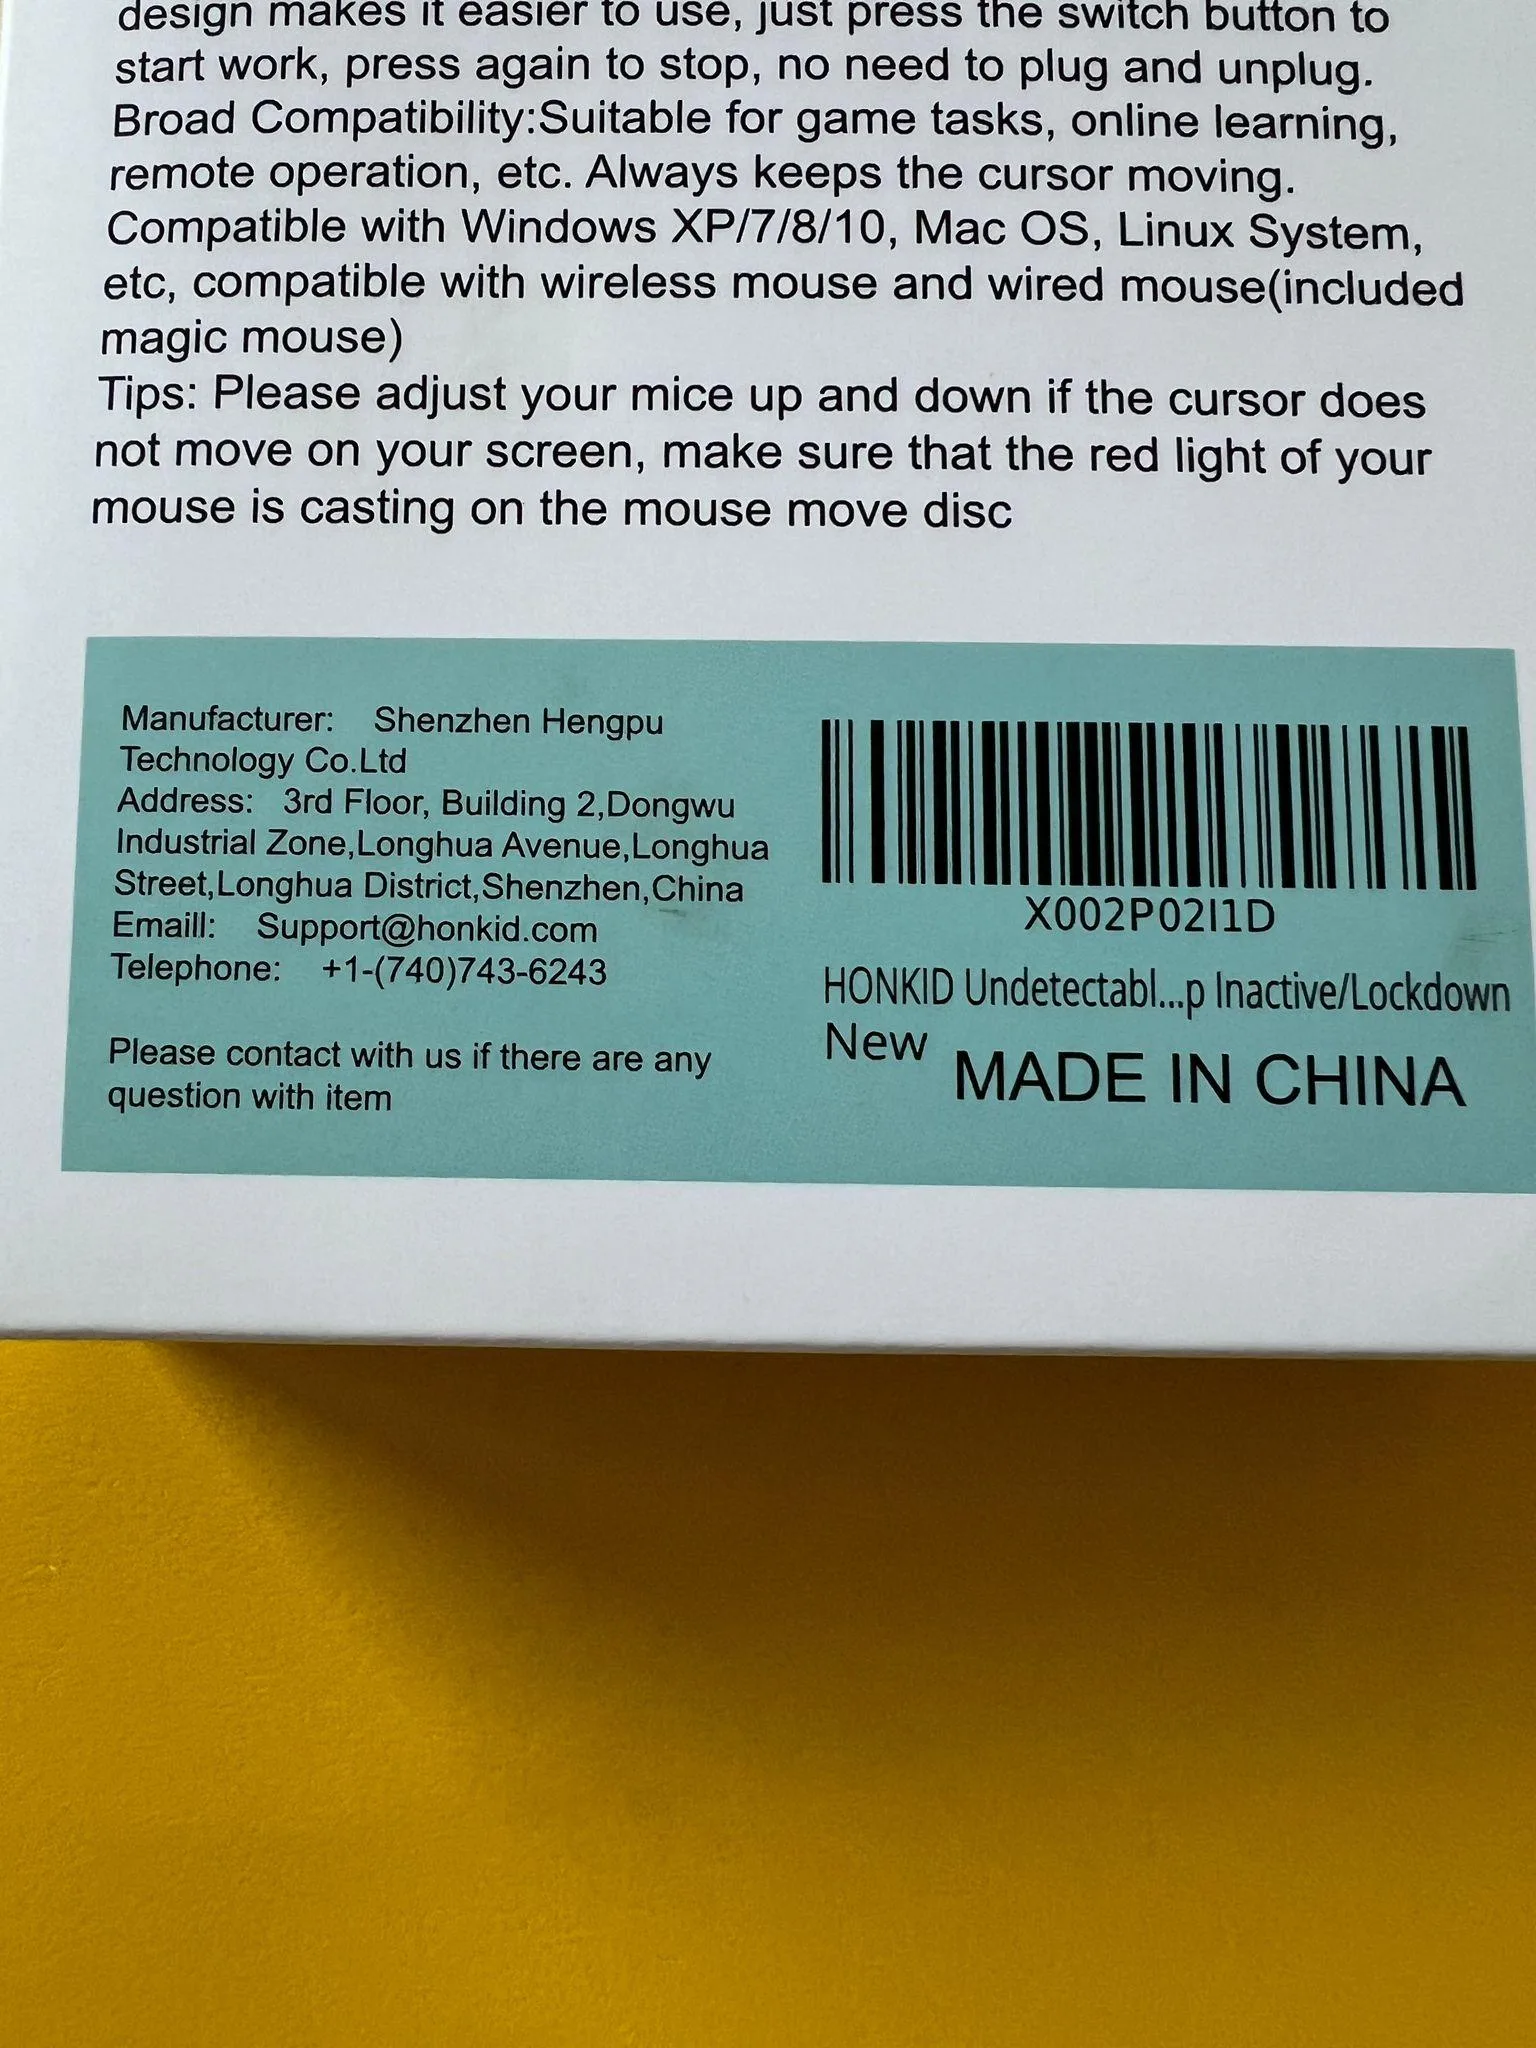 design makes it easier to use, just press the switch button to
start work, press again to stop, no need to plug and unplug.
Broad Compatibility:Suitable for game tasks, online learning,
remote operation, etc. Always keeps the cursor moving.
Compatible with Windows XP/7/8/10, Mac OS, Linux System,
etc, compatible with wireless mouse and wired mouse(included
magic mouse)
Tips: Please adjust your mice up and down if the cursor does
not move on your screen, make sure that the red light of your
mouse is casting on the mouse move disc
Manufacturer: Shenzhen Hengpu
Technology Co.Ltd
Address: 3rd Floor, Building 2,Dongwu
Industrial Zone,Longhua Avenue,Longhua
Street,Longhua District,Shenzhen,China
Emaill: Support@honkid.com
Telephone: +1-(740)743-6243
Please contact with us if there are any
question with item
X002P02I1D
HONKID Undetectabl...p Inactive/Lockdown
New
MADE IN CHINA